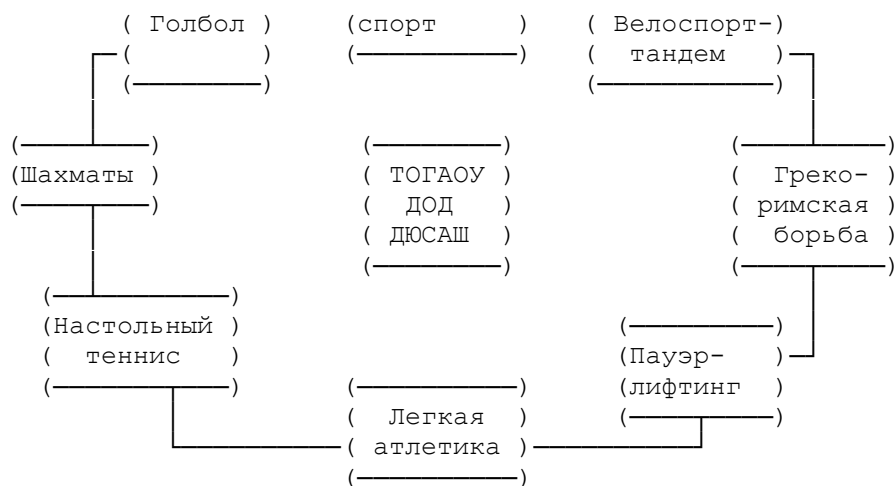 Голбол
спорт
Велоспорт-
тандем
Шахматы
ТОГАОУ
ДОД
ДЮСАШ
Греко-
римская
борьба
Настольный
теннис
Пауэр-
лифтинг
Легкая
атлетика